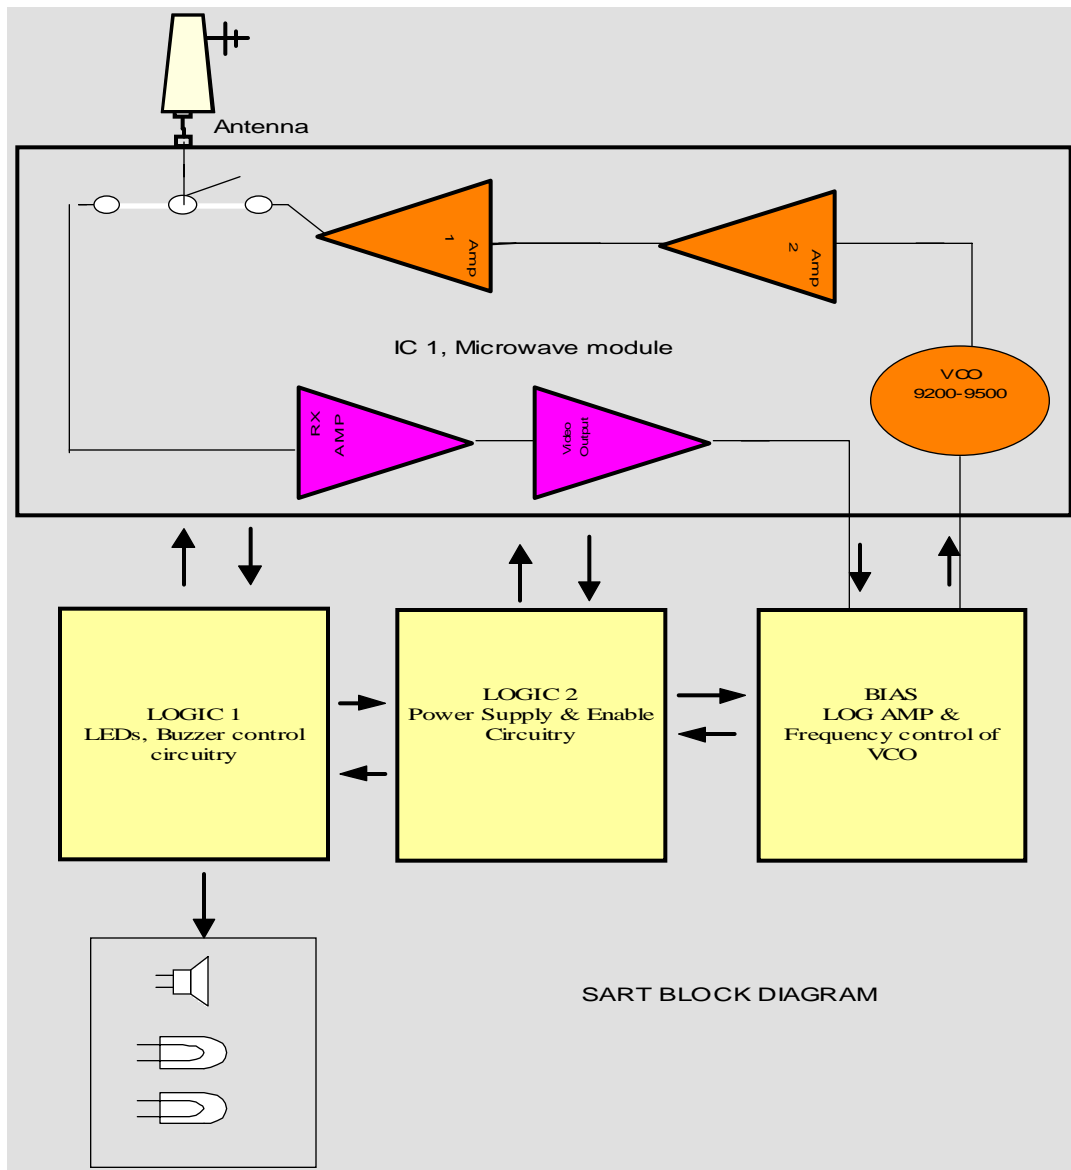 Antenna
Amp
1
Amp
2
IC 1, Microwave module
VCO
9200-9500
RX
AMP
Video
Output
LOGIC 1
LEDs, Buzzer control
circuitry
LOGIC 2
Power Supply & Enable
Circuitry
BIAS
LOG AMP &
Frequency control of
VCO
SART BLOCK DIAGRAM